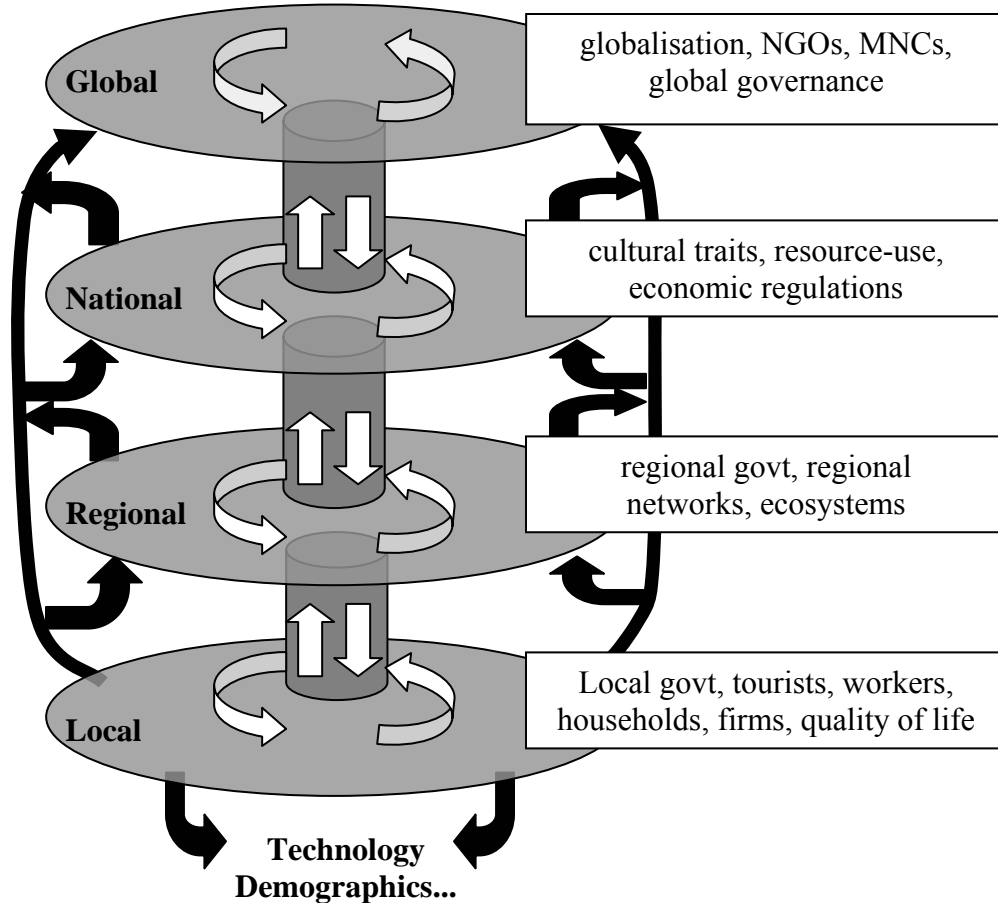 Global
globalisation, NGOs, MNCs,
global governance
National
cultural traits, resource-use,
economic regulations
Regional
regional govt, regional
networks, ecosystems
Local
Local govt, tourists, workers,
households, firms, quality of life
Technology
Demographics...